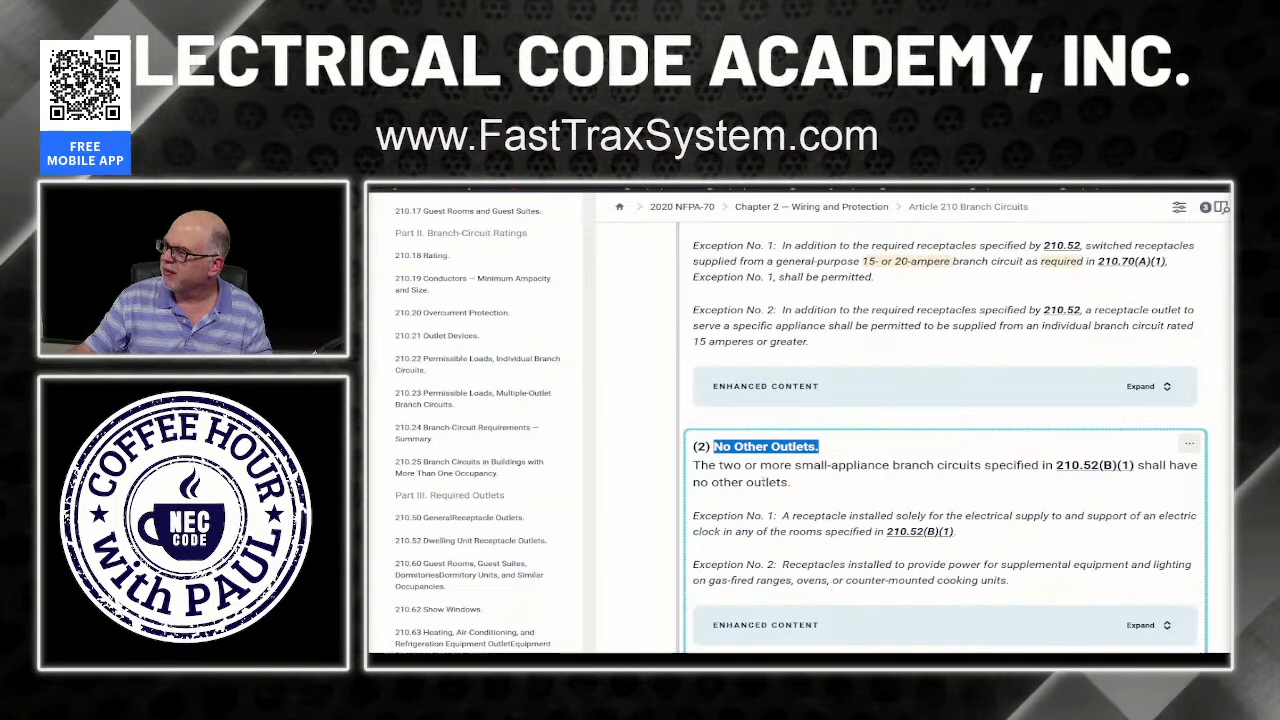 ELECTRICAL CODE ACADEMY, INC.
www.FastTraxSystem.com
FREE
MOBILE APP
COFFEE HOUR
NEC
CODE
with PAUL
210.17 Guest Rooms and Guest Suites.
Part II. Branch-Circuit Ratings
210.18 Rating.
210.19 Conductors — Minimum Ampacity
and Size.
210.20 Overcurrent Protection.
210.21 Outlet Devices.
210.22 Permissible Loads, Individual Branch
Circuits.
210.23 Permissible Loads, Multiple-Outlet
Branch Circuits.
210.24 Branch-Circuit Requirements —
Summary.
210.25 Branch Circuits in Buildings with
More Than One Occupancy.
Part III. Required Outlets
210.50 GeneralReceptacle Outlets.
210.52 Dwelling Unit Receptacle Outlets.
210.60 Guest Rooms, Guest Suites,
DormitoriesDormitory Units, and Similar
Occupancies.
210.62 Show Windows.
210.63 Heating, Air-Conditioning, and
Refrigeration Equipment OutletEquipment
2020 NFPA-70 > Chapter 2 — Wiring and Protection > Article 210 Branch Circuits
3
Exception No. 1: In addition to the required receptacles specified by 210.52, switched receptacles
supplied from a general-purpose 15- or 20-ampere branch circuit as required in 210.70(A)(1),
Exception No. 1, shall be permitted.
Exception No. 2: In addition to the required receptacles specified by 210.52, a receptacle outlet to
serve a specific appliance shall be permitted to be supplied from an individual branch circuit rated
15 amperes or greater.
ENHANCED CONTENT Expand
(2) No Other Outlets.
The two or more small-appliance branch circuits specified in 210.52(B)(1) shall have
no other outlets.
Exception No. 1: A receptacle installed solely for the electrical supply to and support of an electric
clock in any of the rooms specified in 210.52(B)(1).
Exception No. 2: Receptacles installed to provide power for supplemental equipment and lighting
on gas-fired ranges, ovens, or counter-mounted cooking units.
ENHANCED CONTENT Expand